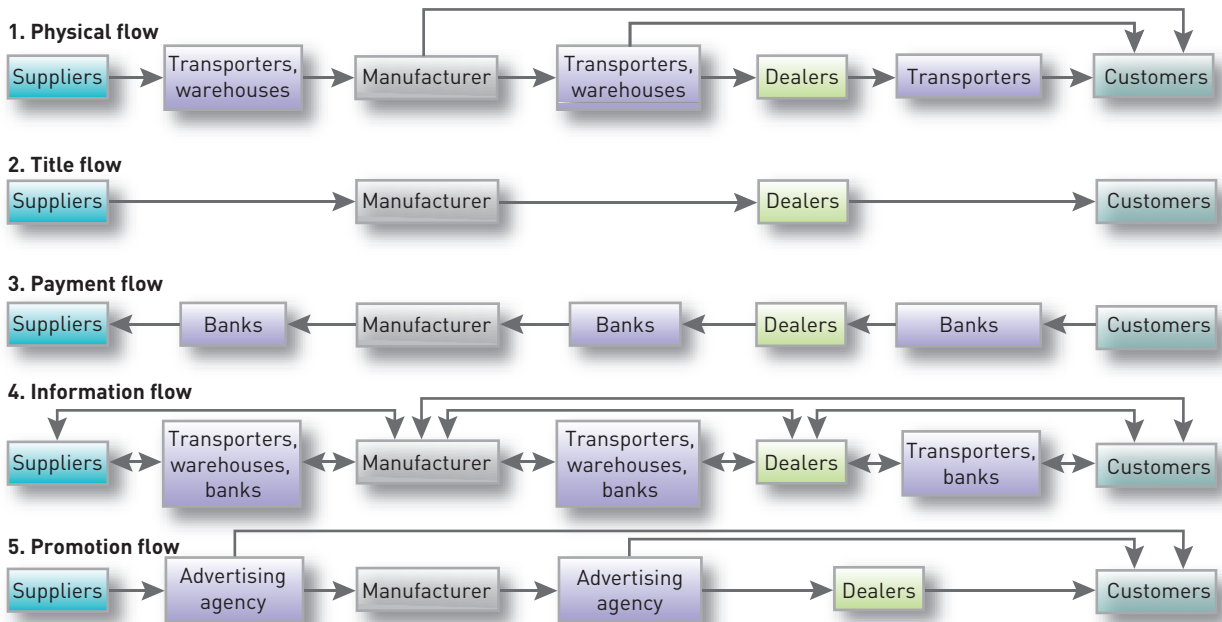 1. Physical flow
Suppliers
Transporters,
warehouses
Manufacturer
Transporters,
warehouses
Dealers
Transporters
Customers
2. Title flow
Suppliers
Manufacturer
Dealers
Customers
3. Payment flow
Suppliers
Banks
Manufacturer
Banks
Dealers
Banks
Customers
4. Information flow
Suppliers
Transporters,
warehouses,
banks
Manufacturer
Transporters,
warehouses,
banks
Dealers
Transporters,
banks
Customers
5. Promotion flow
Suppliers
Advertising
agency
Manufacturer
Advertising
agency
Dealers
Customers